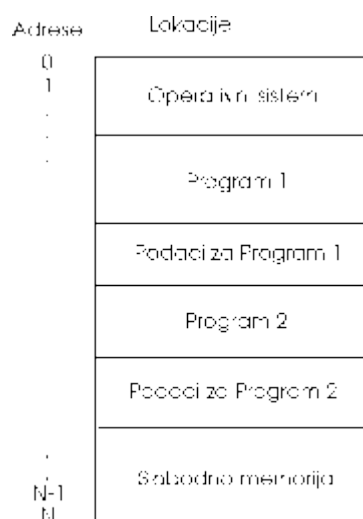 Adrese Lokacije
0
1
Operativni sistem
.
.
.
Program 1
Podaci za Program 1
Program 2
Podaci za Program 2
.
.
N-1
Slobodno memorija
N